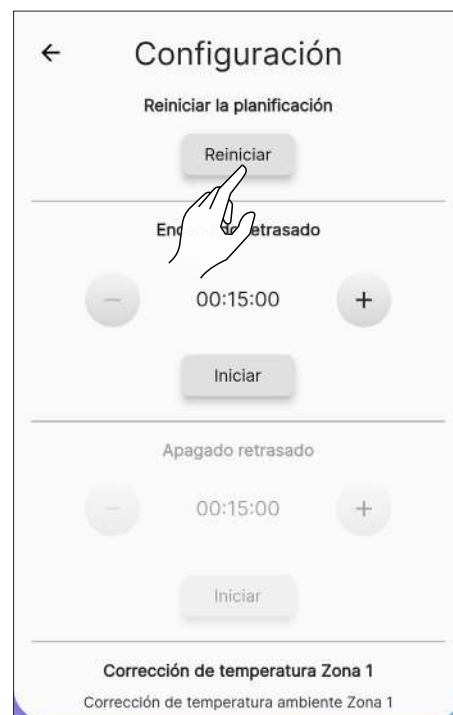 Configuración
Reiniciar la planificación
Reiniciar
Encendido retrasado
00:15:00
Iniciar
Apagado retrasado
00:15:00
Iniciar
Corrección de temperatura Zona 1
Corrección de temperatura ambiente Zona 1